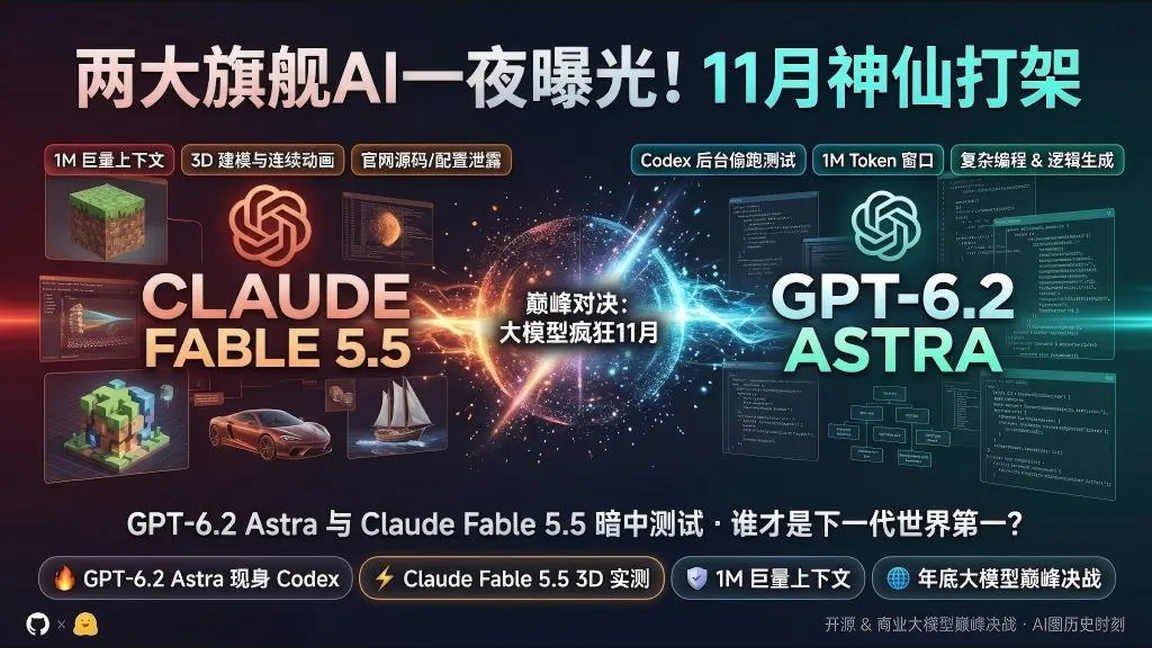 两大旗舰AI一夜曝光！11月神仙打架
1M 巨量上下文
3D 建模与连续动画
官网源码/配置泄露
Codex 后台偷跑测试
1M Token 窗口
复杂编程 & 逻辑生成
CLAUDE
FABLE 5.5
巅峰对决：
大模型疯狂11月
GPT-6.2
ASTRA
GPT-6.2 Astra 与 Claude Fable 5.5 暗中测试 · 谁才是下一代世界第一？
GPT-6.2 Astra 现身 Codex
Claude Fable 5.5 3D 实测
1M 巨量上下文
年底大模型巅峰决战
×
开源 & 商业大模型巅峰决战 · AI圈历史时刻